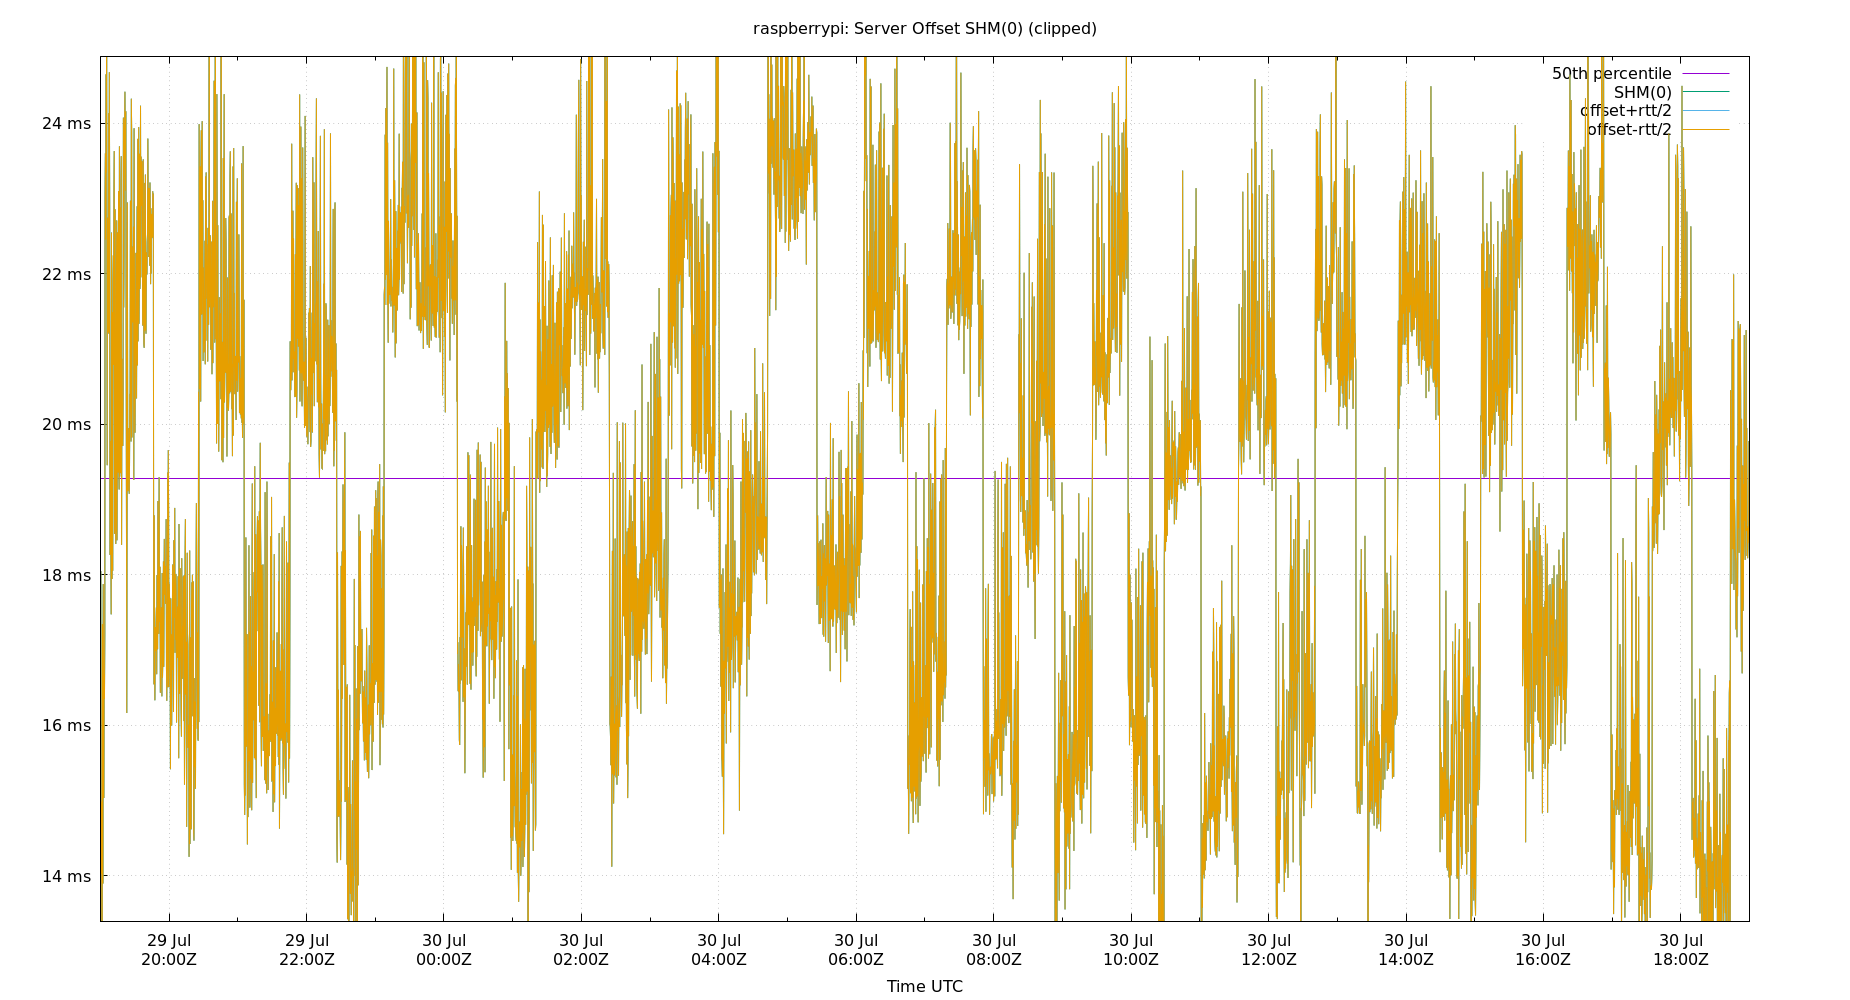 raspberrypi: Server Offset SHM(0) (clipped)
50th percentile
SHM(0)
offset+rtt/2
offset-rtt/2
24 ms
22 ms
20 ms
18 ms
16 ms
14 ms
29 Jul 29 Jul 30 Jul 30 Jul 30 Jul 30 Jul 30 Jul 30 Jul 30 Jul 30 Jul 30 Jul 30 Jul
20:00Z 22:00Z 00:00Z 02:00Z 04:00Z 06:00Z 08:00Z 10:00Z 12:00Z 14:00Z 16:00Z 18:00Z
Time UTC